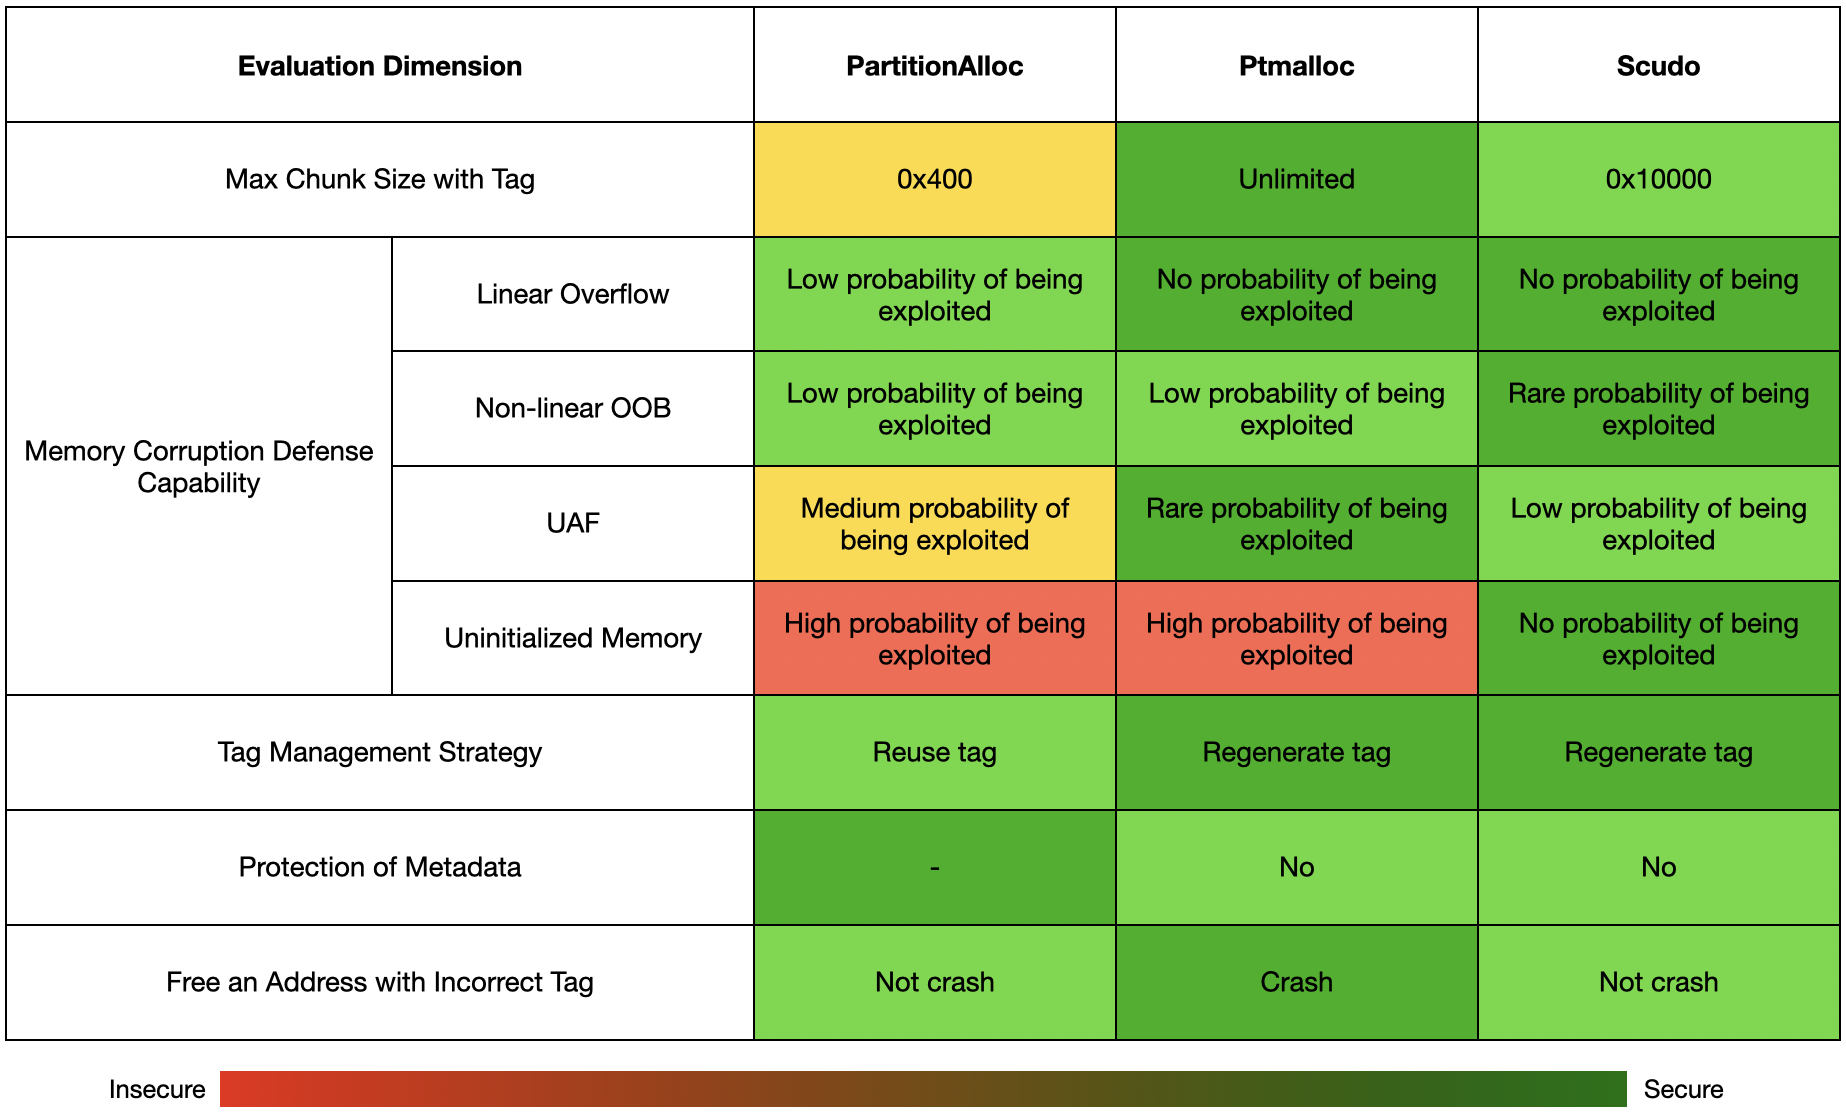 Evaluation Dimension
PartitionAlloc
Ptmalloc
Scudo
Max Chunk Size with Tag
0x400
Unlimited
0x10000
Memory Corruption Defense
Capability
Linear Overflow
Low probability of being
exploited
No probability of being
exploited
No probability of being
exploited
Non-linear OOB
Low probability of being
exploited
Low probability of being
exploited
Rare probability of being
exploited
UAF
Medium probability of
being exploited
Rare probability of being
exploited
Low probability of being
exploited
Uninitialized Memory
High probability of being
exploited
High probability of being
exploited
No probability of being
exploited
Tag Management Strategy
Reuse tag
Regenerate tag
Regenerate tag
Protection of Metadata
-
No
No
Free an Address with Incorrect Tag
Not crash
Crash
Not crash
Insecure
Secure